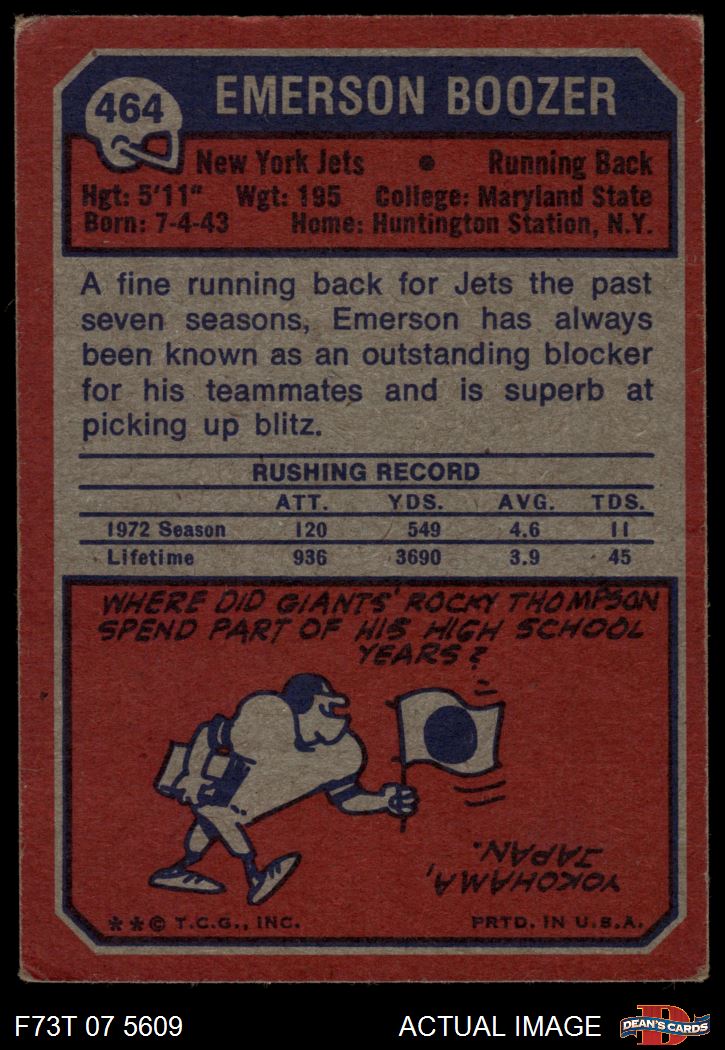 464
EMERSON BOOZER
New York Jets • Running Back
Hgt: 5'11" Wgt: 195 College: Maryland State
Born: 7-4-43 Home: Huntington Station, N.Y.
A fine running back for Jets the past
seven seasons, Emerson has always
been known as an outstanding blocker
for his teammates and is superb at
picking up blitz.
RUSHING RECORD
ATT. YDS. AVG. TDS.
1972 Season 120 549 4.6 11
Lifetime 936 3690 3.9 45
WHERE DID GIANTS' ROCKY THOMPSON
SPEND PART OF HIS HIGH SCHOOL
YEARS?
YOKOHAMA,
JAPAN.
**© T.C.G., INC. PRTD. IN U.S.A.
F73T 07 5609 ACTUAL IMAGE
D
DEAN'S CARDS